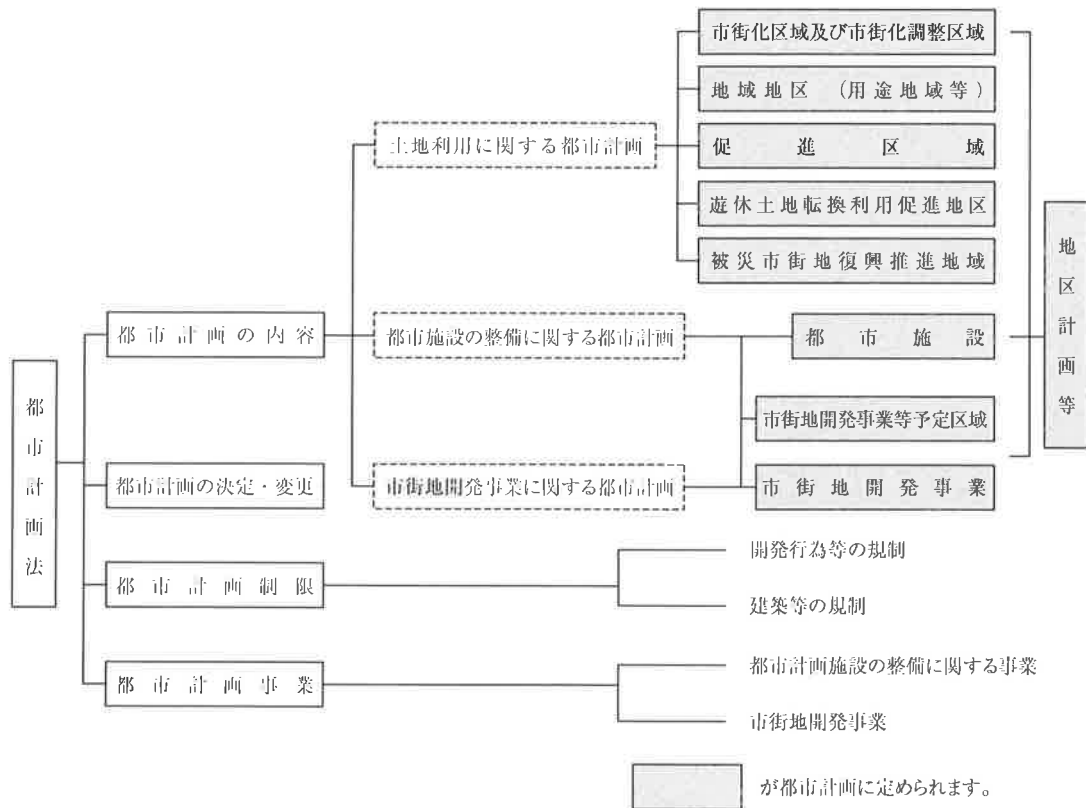 市街化区域及び市街化調整区域
地域地区（用途地域等）
土地利用に関する都市計画
促進区域
遊休土地転換利用促進地区
被災市街地復興推進地域
地区計画等
都市計画の内容
都市施設の整備に関する都市計画
都市施設
市街地開発事業等予定区域
都市計画法
都市計画の決定・変更
市街地開発事業に関する都市計画
市街地開発事業
開発行為等の規制
都市計画制限
建築等の規制
都市計画施設の整備に関する事業
都市計画事業
市街地開発事業
が都市計画に定められます。